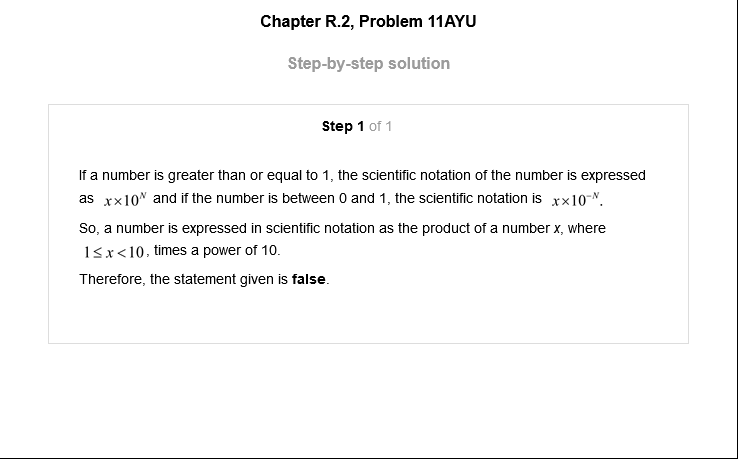 Chapter R.2, Problem 11AYU
Step-by-step solution
Step 1 of 1
If a number is greater than or equal to 1, the scientific notation of the number is expressed
as x×10^N and if the number is between 0 and 1, the scientific notation is x×10^-N.
So, a number is expressed in scientific notation as the product of a number x, where
1≤x<10, times a power of 10.
Therefore, the statement given is false.